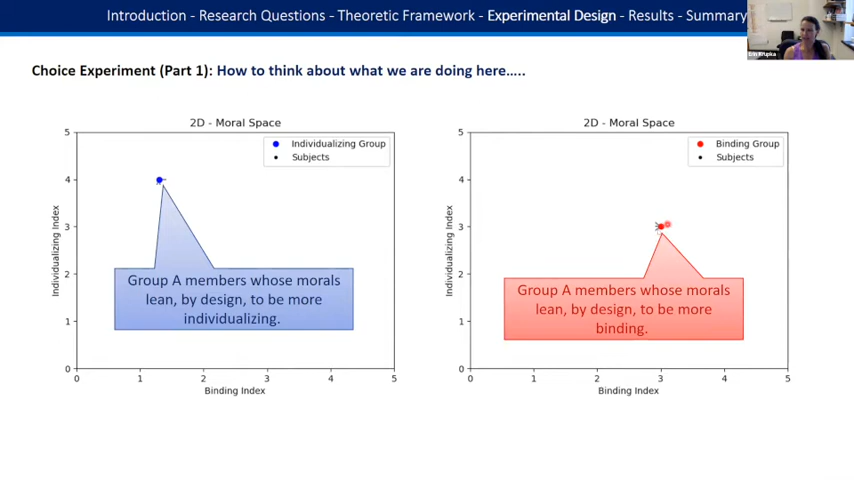 Introduction - Research Questions - Theoretic Framework - Experimental Design - Results - Summary
Erin Krupka
Choice Experiment (Part 1): How to think about what we are doing here…..
2D - Moral Space
5
4
3
2
1
0
0 1 2 3 4 5
Individualizing Index
Binding Index
Individualizing Group
Subjects
Group A members whose morals
lean, by design, to be more
individualizing.
2D - Moral Space
5
4
3
2
1
0
0 1 2 3 4 5
Individualizing Index
Binding Index
Binding Group
Subjects
Group A members whose morals
lean, by design, to be more
binding.